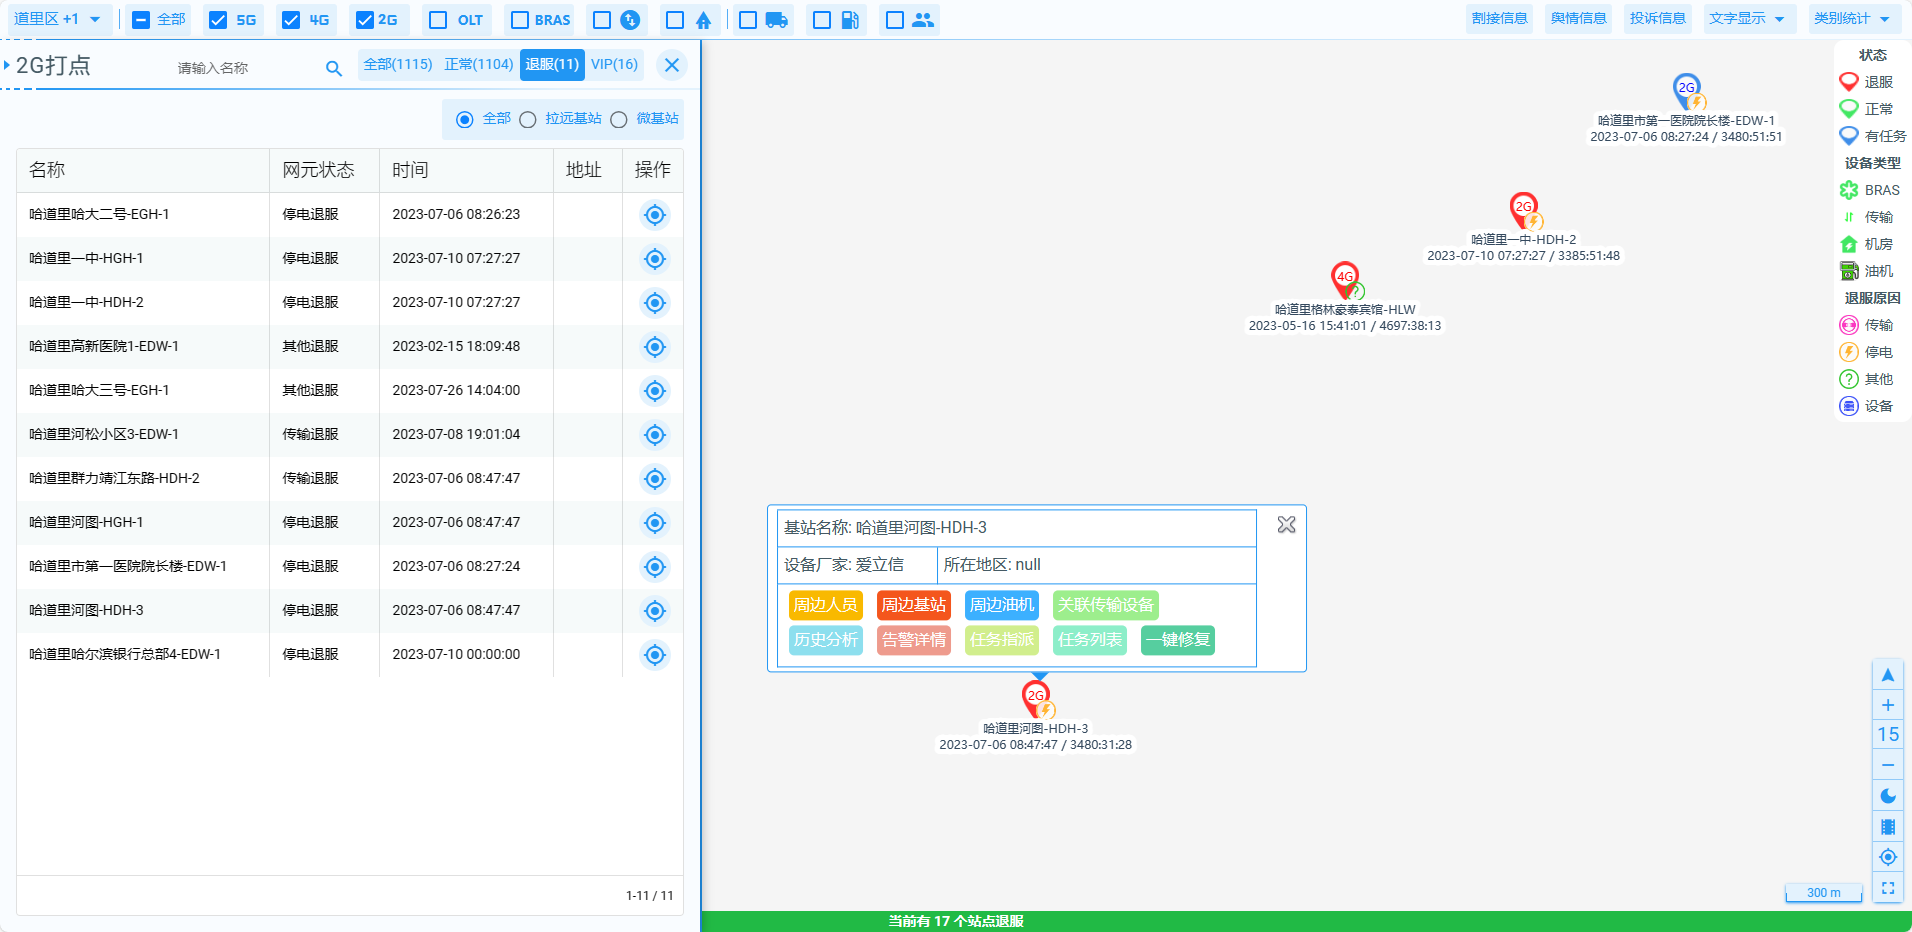 道里区 +1
全部
5G
4G
2G
OLT
BRAS
割接信息
舆情信息
投诉信息
文字显示
类别统计
2G打点
请输入名称
全部(1115)
正常(1104)
退服(11)
VIP(16)
全部
拉远基站
微基站
名称 网元状态 时间 地址 操作
哈道里哈大二号-EGH-1 停电退服 2023-07-06 08:26:23
哈道里一中-HGH-1 停电退服 2023-07-10 07:27:27
哈道里一中-HDH-2 停电退服 2023-07-10 07:27:27
哈道里高新医院1-EDW-1 其他退服 2023-02-15 18:09:48
哈道里哈大三号-EGH-1 其他退服 2023-07-26 14:04:00
哈道里河松小区3-EDW-1 传输退服 2023-07-08 19:01:04
哈道里群力靖江东路-HDH-2 传输退服 2023-07-06 08:47:47
哈道里河图-HGH-1 停电退服 2023-07-06 08:47:47
哈道里市第一医院院长楼-EDW-1 停电退服 2023-07-06 08:27:24
哈道里河图-HDH-3 停电退服 2023-07-06 08:47:47
哈道里哈尔滨银行总部4-EDW-1 停电退服 2023-07-10 00:00:00
1-11 / 11
2G
哈道里市第一医院院长楼-EDW-1
2023-07-06 08:27:24 / 3480:51:51
2G
哈道里一中-HDH-2
2023-07-10 07:27:27 / 3385:51:48
4G
哈道里格林豪泰宾馆-HLW
2023-05-16 15:41:01 / 4697:38:13
基站名称: 哈道里河图-HDH-3
设备厂家: 爱立信
所在地区: null
周边人员
周边基站
周边油机
关联传输设备
历史分析
告警详情
任务指派
任务列表
一键修复
2G
哈道里河图-HDH-3
2023-07-06 08:47:47 / 3480:31:28
状态
退服
正常
有任务
设备类型
BRAS
传输
机房
油机
退服原因
传输
停电
其他
设备
15
300 m
当前有 17 个站点退服